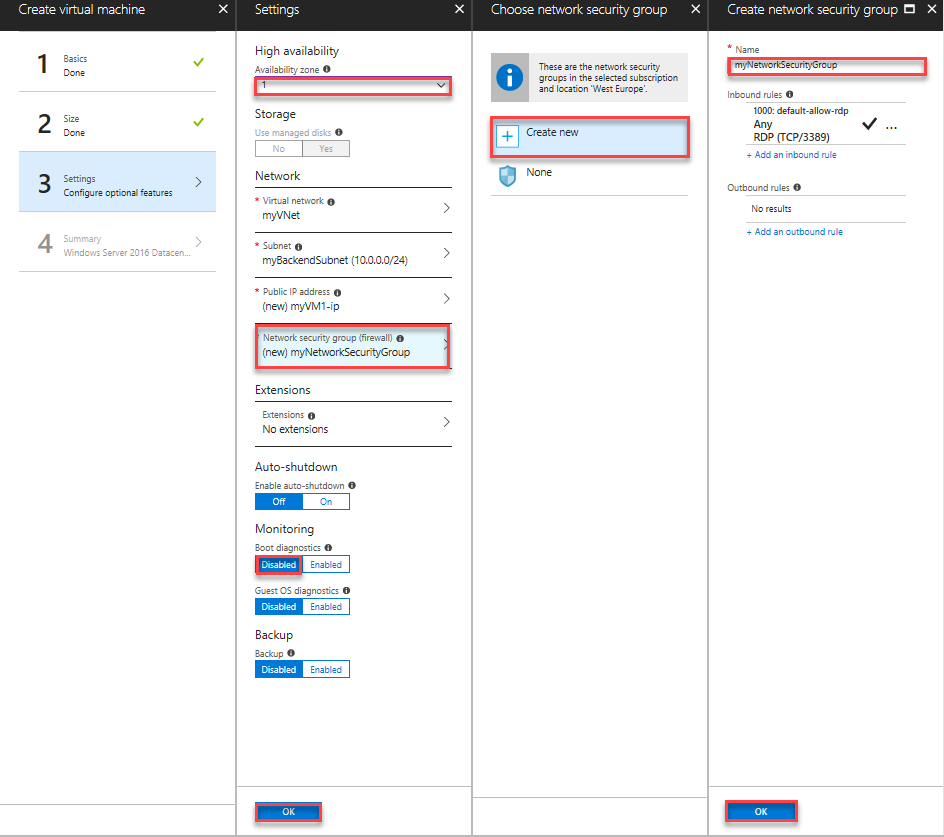 Create virtual machine
1
Basics
Done
2
Size
Done
3
Settings
Configure optional features
4
Summary
Windows Server 2016 Datacen...
Settings
High availability
Availability zone
1
Storage
Use managed disks
No Yes
Network
* Virtual network
myVNet
* Subnet
myBackendSubnet (10.0.0.0/24)
* Public IP address
(new) myVM1-ip
Network security group (firewall)
(new) myNetworkSecurityGroup
Extensions
Extensions
No extensions
Auto-shutdown
Enable auto-shutdown
Off On
Monitoring
Boot diagnostics
Disabled Enabled
Guest OS diagnostics
Disabled Enabled
Backup
Backup
Disabled Enabled
OK
Choose network security group
These are the network security
groups in the selected subscription
and location 'West Europe'.
Create new
None
Create network security group
* Name
myNetworkSecurityGroup
Inbound rules
1000: default-allow-rdp
Any
RDP (TCP/3389)
...
+ Add an inbound rule
Outbound rules
No results
+ Add an outbound rule
OK